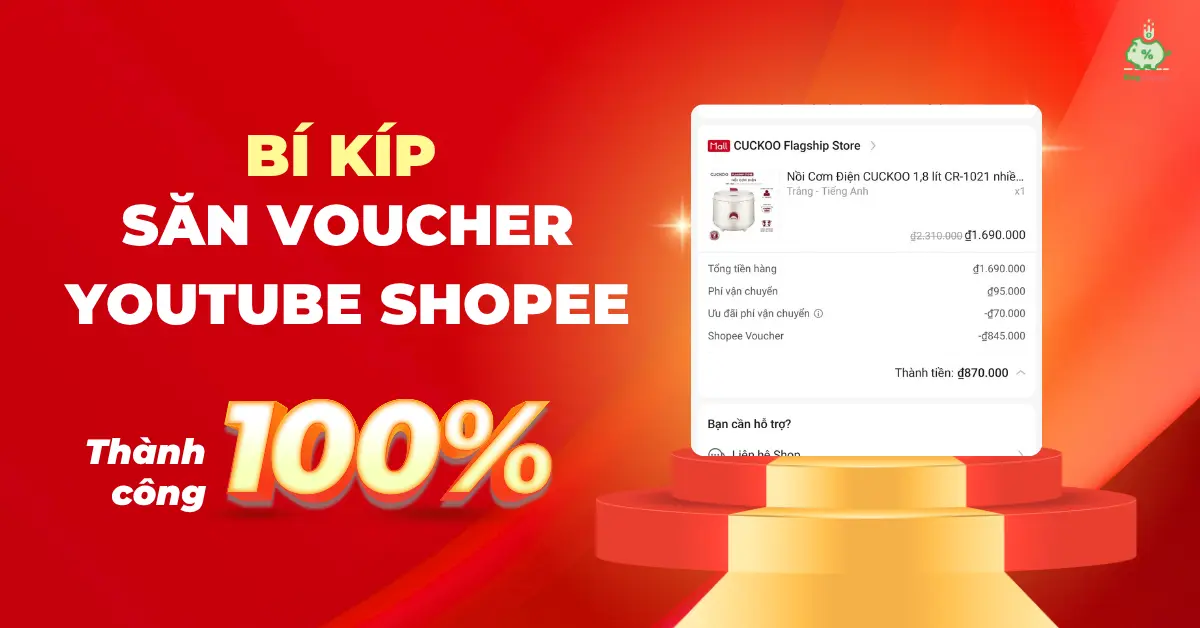 BÍ KÍP
SĂN VOUCHER
YOUTUBE SHOPEE
Thành
công
100%
%
Mall CUCKOO Flagship Store
CUCKOO
Nồi Cơm Điện CUCKOO 1,8 lít CR-1021 nhiề...
Trắng - Tiếng Anh
x1
₫2.310.000 ₫1.690.000
Tổng tiền hàng ₫1.690.000
Phí vận chuyển ₫95.000
Ưu đãi phí vận chuyển -₫70.000
Shopee Voucher -₫845.000
Thành tiền: ₫870.000
Bạn cần hỗ trợ?
Liên hệ Shop